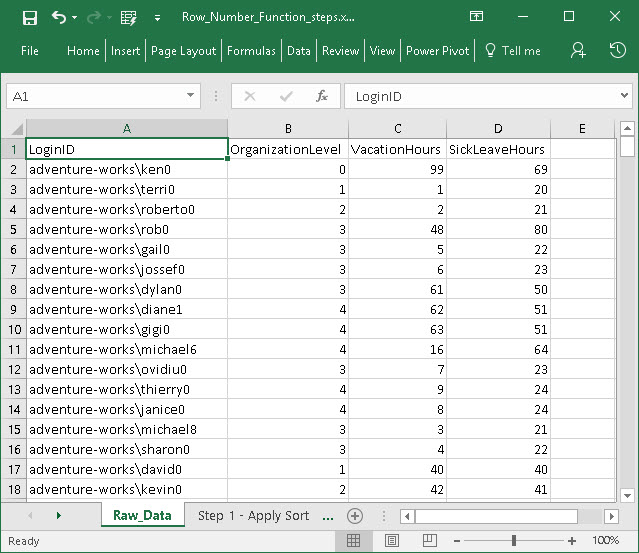 Row_Number_Function_steps.x...
File Home Insert Page Layout Formulas Data Review View Power Pivot Tell me
A1 fx LoginID
A B C D E
1 LoginID OrganizationLevel VacationHours SickLeaveHours
2 adventure-works\ken0 0 99 69
3 adventure-works\terri0 1 1 20
4 adventure-works\roberto0 2 2 21
5 adventure-works\rob0 3 48 80
6 adventure-works\gail0 3 5 22
7 adventure-works\jossef0 3 6 23
8 adventure-works\dylan0 3 61 50
9 adventure-works\diane1 4 62 51
10 adventure-works\gigi0 4 63 51
11 adventure-works\michael6 4 16 64
12 adventure-works\ovidiu0 3 7 23
13 adventure-works\thierry0 4 9 24
14 adventure-works\janice0 4 8 24
15 adventure-works\michael8 3 3 21
16 adventure-works\sharon0 3 4 22
17 adventure-works\david0 1 40 40
18 adventure-works\kevin0 2 42 41
Raw_Data Step 1 - Apply Sort ...
Ready 100%